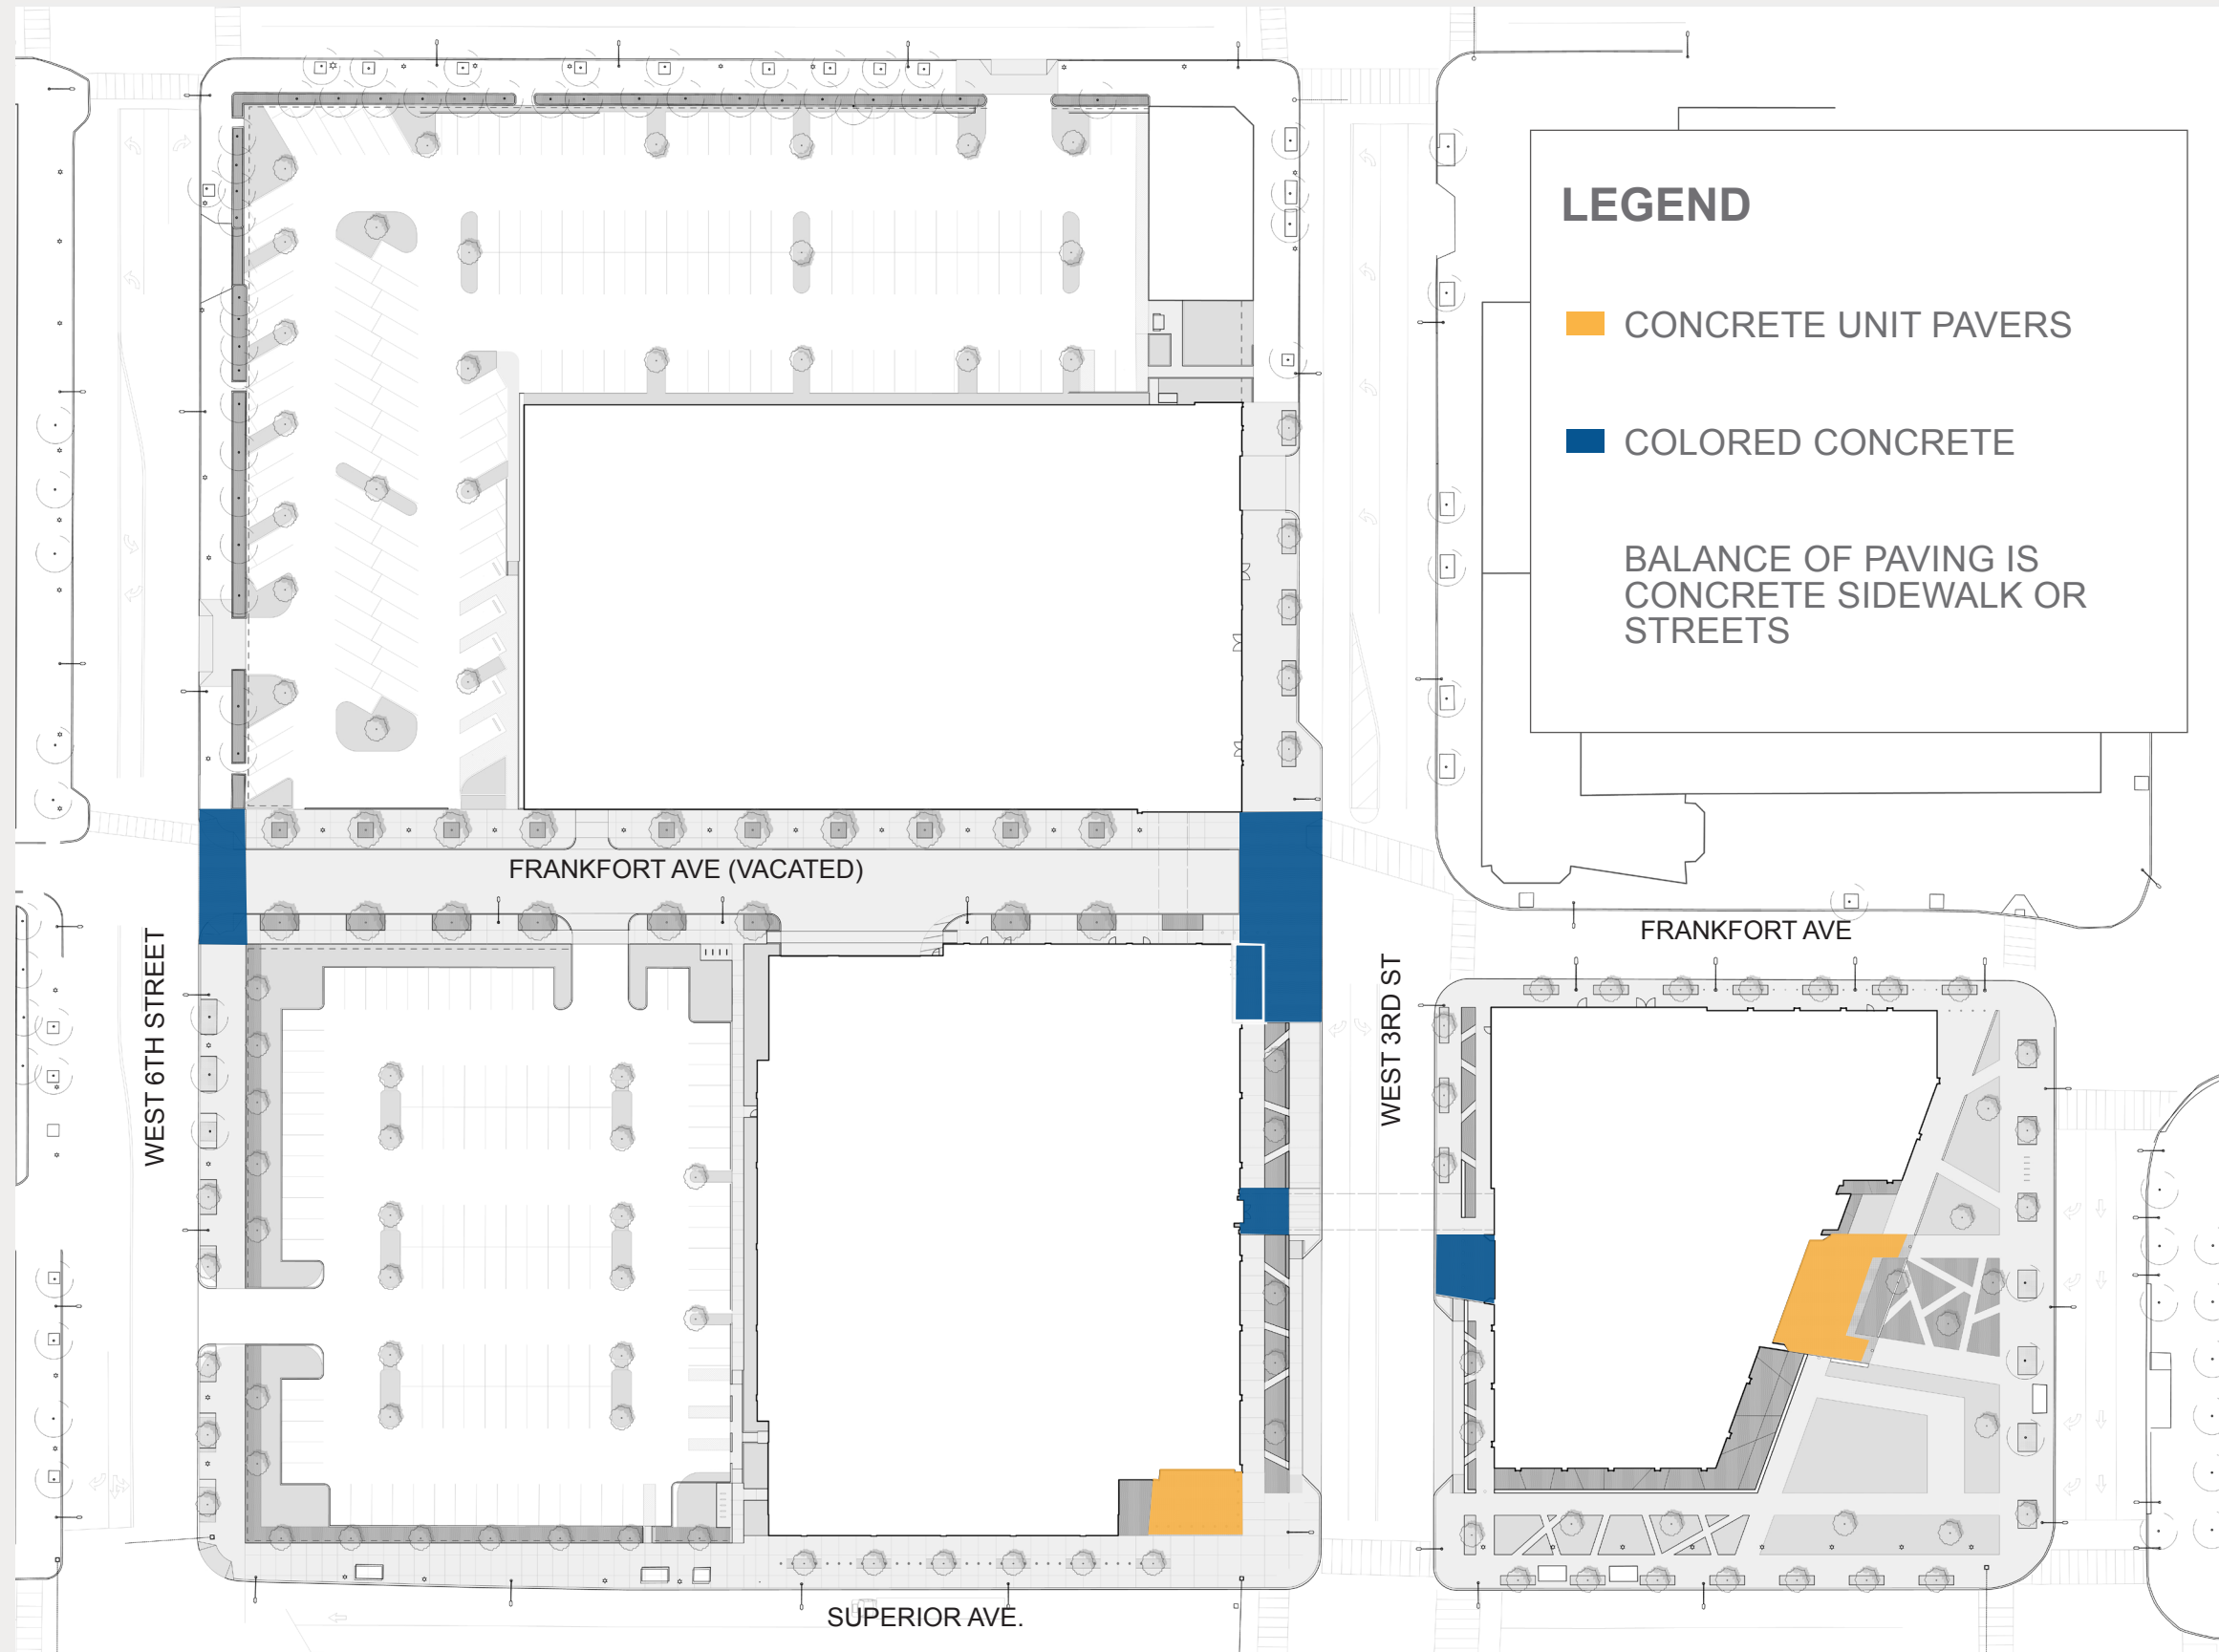 LEGEND
CONCRETE UNIT PAVERS
COLORED CONCRETE
BALANCE OF PAVING IS
CONCRETE SIDEWALK OR
STREETS
FRANKFORT AVE (VACATED)
FRANKFORT AVE
WEST 6TH STREET
WEST 3RD ST
SUPERIOR AVE.